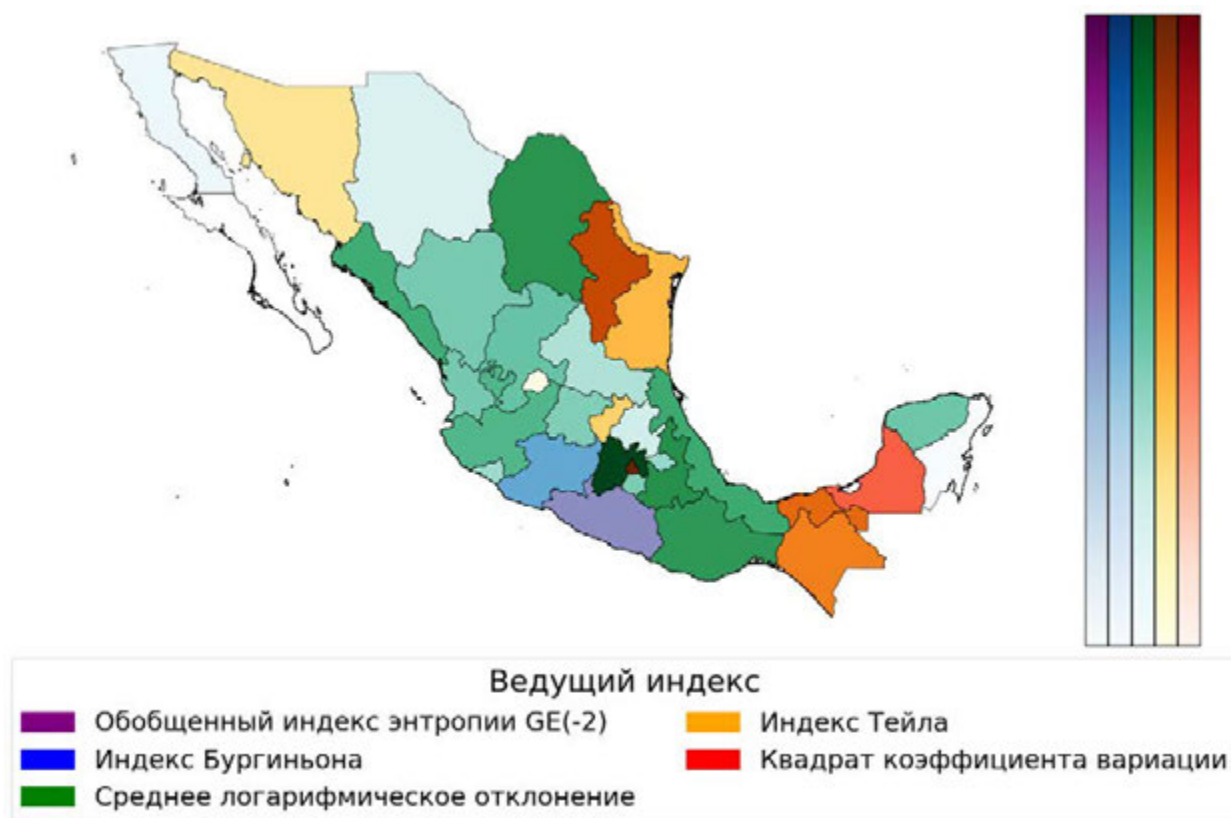 Ведущий индекс
Обобщенный индекс энтропии GE(-2)
Индекс Бургиньона
Среднее логарифмическое отклонение
Индекс Тейла
Квадрат коэффициента вариации